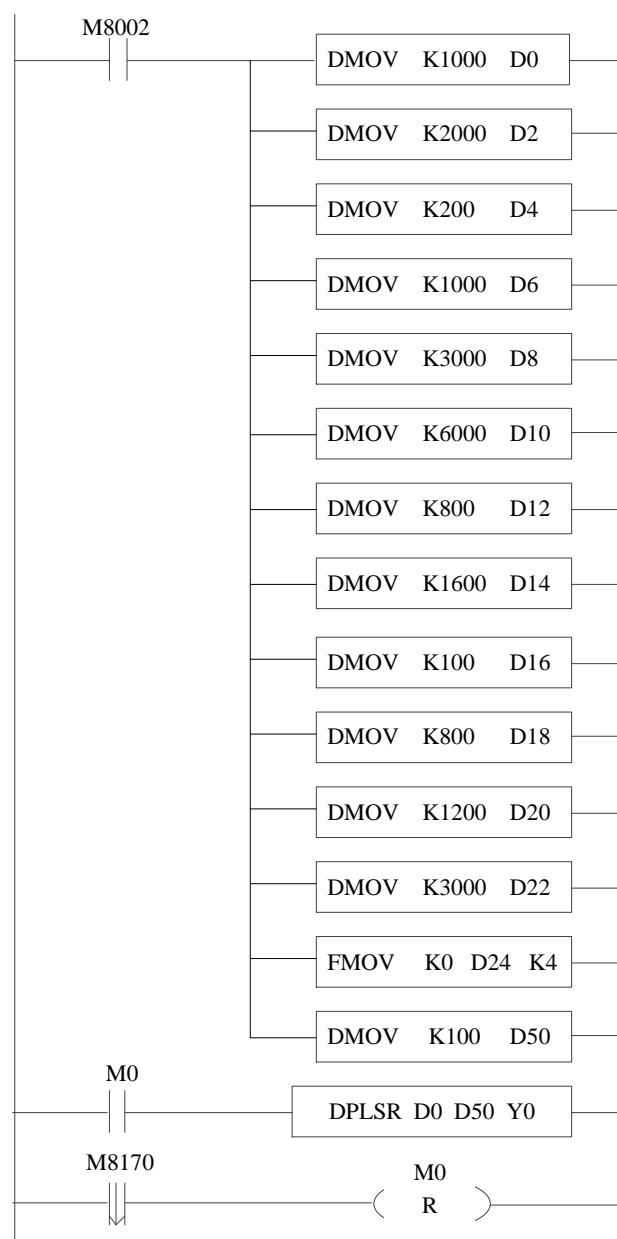 M8002
DMOV K1000 D0
DMOV K2000 D2
DMOV K200 D4
DMOV K1000 D6
DMOV K3000 D8
DMOV K6000 D10
DMOV K800 D12
DMOV K1600 D14
DMOV K100 D16
DMOV K800 D18
DMOV K1200 D20
DMOV K3000 D22
FMOV K0 D24 K4
DMOV K100 D50
M0
DPLSR D0 D50 Y0
M8170
M0
R